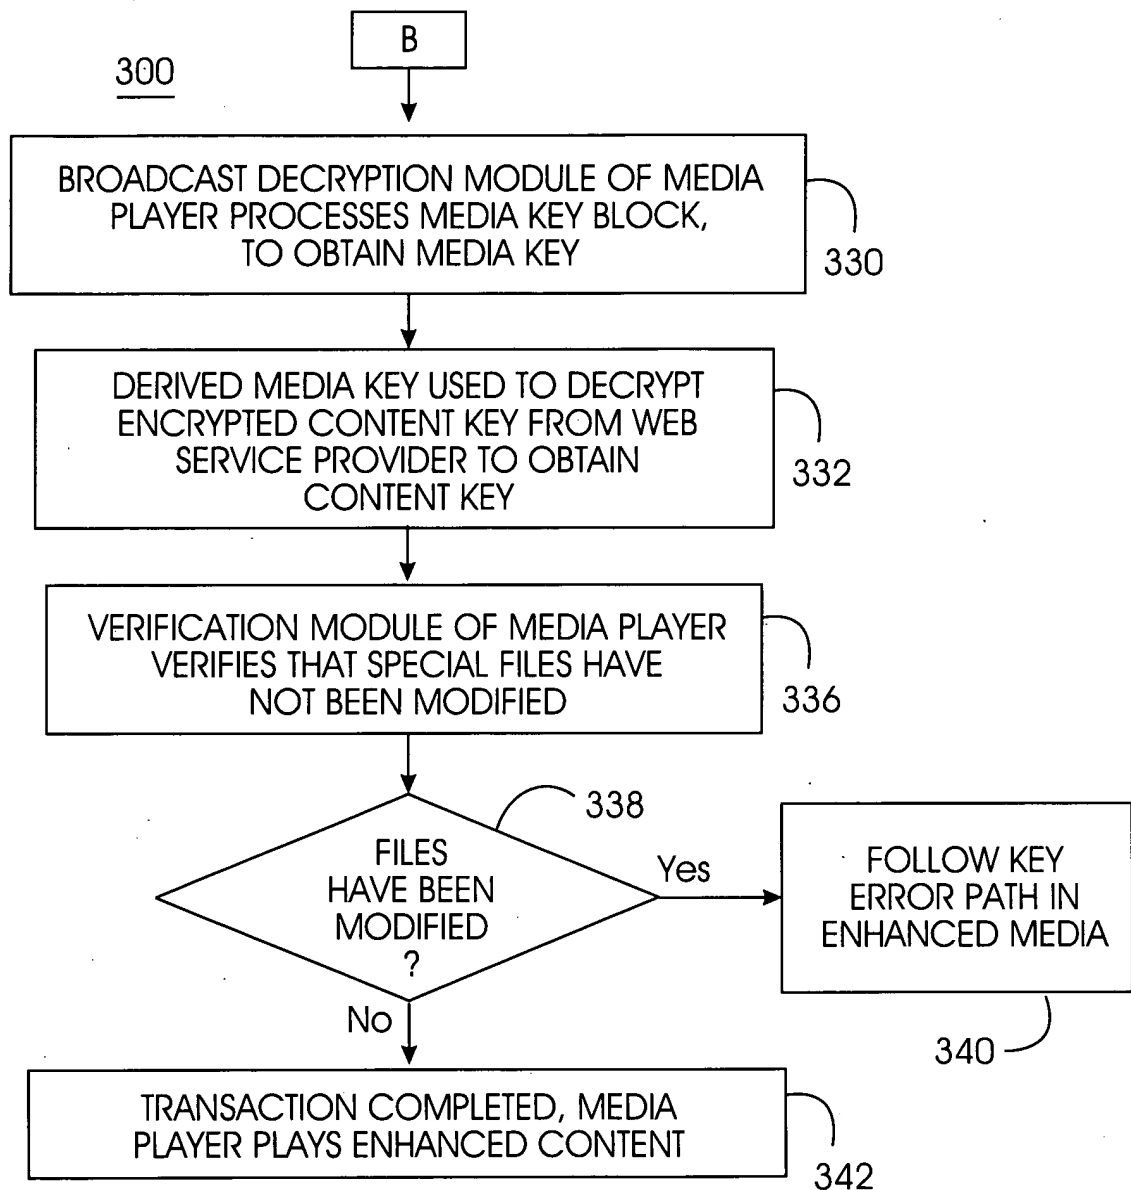 B
300
BROADCAST DECRYPTION MODULE OF MEDIA
PLAYER PROCESSES MEDIA KEY BLOCK,
TO OBTAIN MEDIA KEY
330
DERIVED MEDIA KEY USED TO DECRYPT
ENCRYPTED CONTENT KEY FROM WEB
SERVICE PROVIDER TO OBTAIN
CONTENT KEY
332
VERIFICATION MODULE OF MEDIA PLAYER
VERIFIES THAT SPECIAL FILES HAVE
NOT BEEN MODIFIED
336
338
FILES
HAVE BEEN
MODIFIED
?
Yes
FOLLOW KEY
ERROR PATH IN
ENHANCED MEDIA
340
No
TRANSACTION COMPLETED, MEDIA
PLAYER PLAYS ENHANCED CONTENT
342